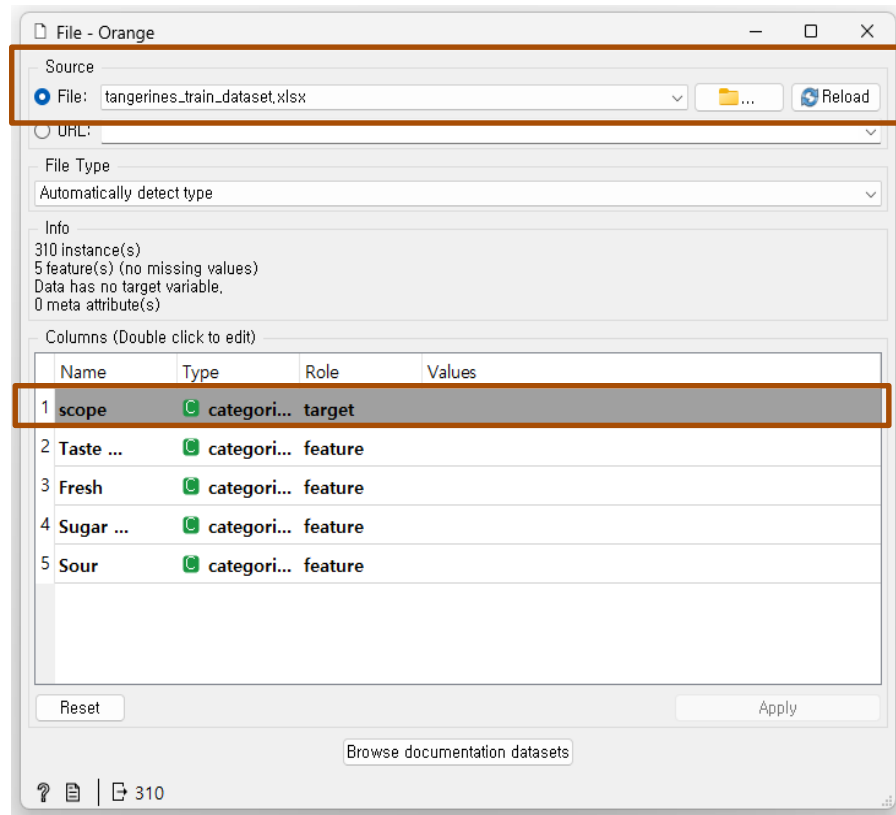 File - Orange
Source
File: tangerines_train_dataset.xlsx ... Reload
URL:
File Type
Automatically detect type
Info
310 instance(s)
5 feature(s) (no missing values)
Data has no target variable.
0 meta attribute(s)
Columns (Double click to edit)
Name Type Role Values
1 scope C categori... target
2 Taste ... C categori... feature
3 Fresh C categori... feature
4 Sugar ... C categori... feature
5 Sour C categori... feature
Reset Apply
Browse documentation datasets
? 310